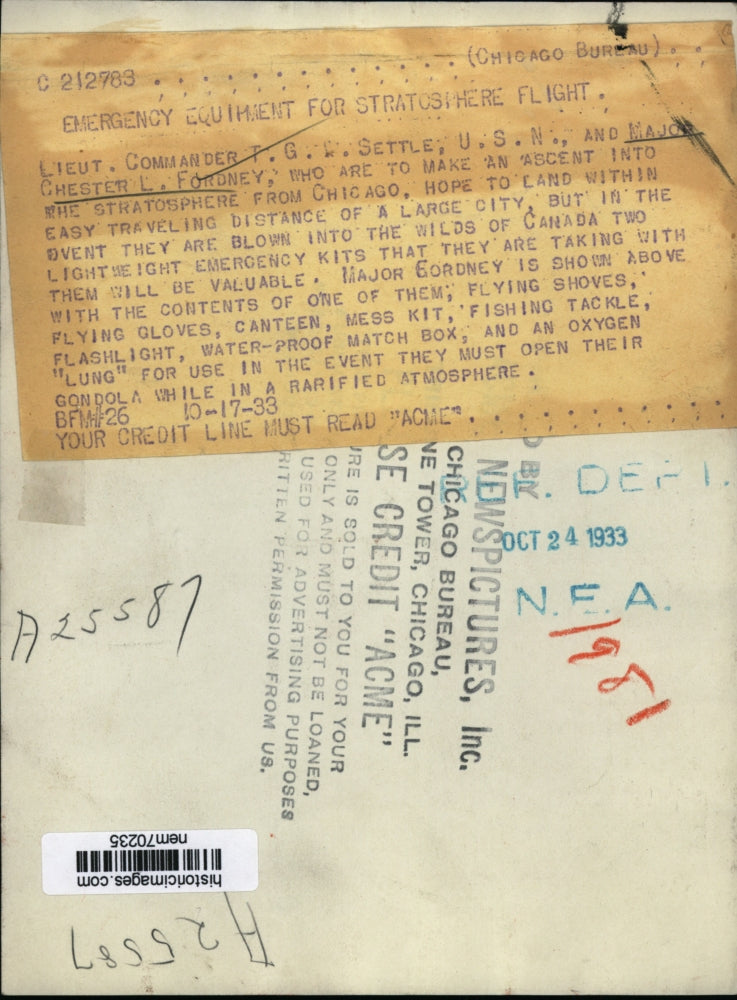 C 212783 . . . . . . . . . . . . . (CHICAGO BUREAU) . .
EMERGENCY EQUIPMENT FOR STRATOSPHERE FLIGHT .
LIEUT. COMMANDER T. G. W. SETTLE, U. S. N., AND MAJOR
CHESTER L. FORDNEY, WHO ARE TO MAKE AN ASCENT INTO
THE STRATOSPHERE FROM CHICAGO, HOPE TO LAND WITHIN
EASY TRAVELING DISTANCE OF A LARGE CITY, BUT IN THE
OVENT THEY ARE BLOWN INTO THE WILDS OF CANADA TWO
LIGHTWEIGHT EMERGENCY KITS THAT THEY ARE TAKING WITH
THEM WILL BE VALUABLE. MAJOR GORDNEY IS SHOWN ABOVE
WITH THE CONTENTS OF ONE OF THEM; FLYING SHOVES,
FLYING GLOVES, CANTEEN, MESS KIT, FISHING TACKLE,
FLASHLIGHT, WATER-PROOF MATCH BOX, AND AN OXYGEN
"LUNG" FOR USE IN THE EVENT THEY MUST OPEN THEIR
GONDOLA WHILE IN A RARIFIED ATMOSPHERE.
BFM#26 10-17-33
YOUR CREDIT LINE MUST READ "ACME". . . . . . . . . . .
D BY
NEWSPICTURES, Inc.
CHICAGO BUREAU,
NE TOWER, CHICAGO, ILL.
SE CREDIT "ACME"
URE IS SOLD TO YOU FOR YOUR
ONLY AND MUST NOT BE LOANED,
USED FOR ADVERTISING PURPOSES
RITTEN PERMISSION FROM US.
DEPT.
OCT 24 1933
N.E.A.
1981
A25587
historicimages.com
nem70235
A25587